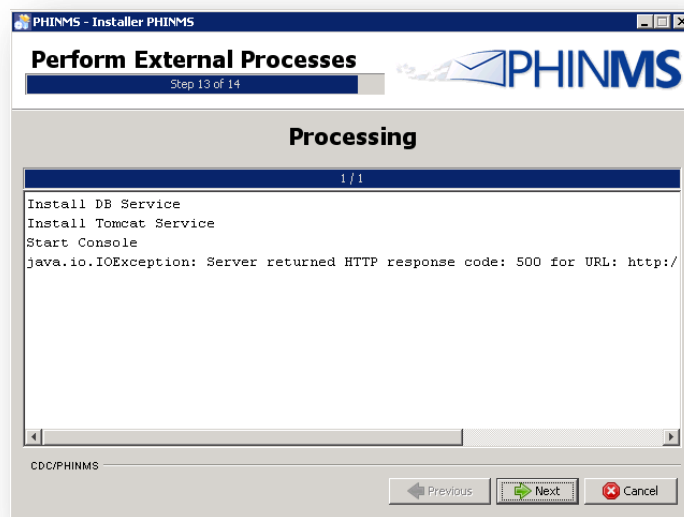 PHINMS - Installer PHINMS
Perform External Processes
Step 13 of 14
PHINMS
Processing
1 / 1
Install DB Service
Install Tomcat Service
Start Console
java.io.IOException: Server returned HTTP response code: 500 for URL: http:/
CDC/PHINMS
Previous
Next
Cancel